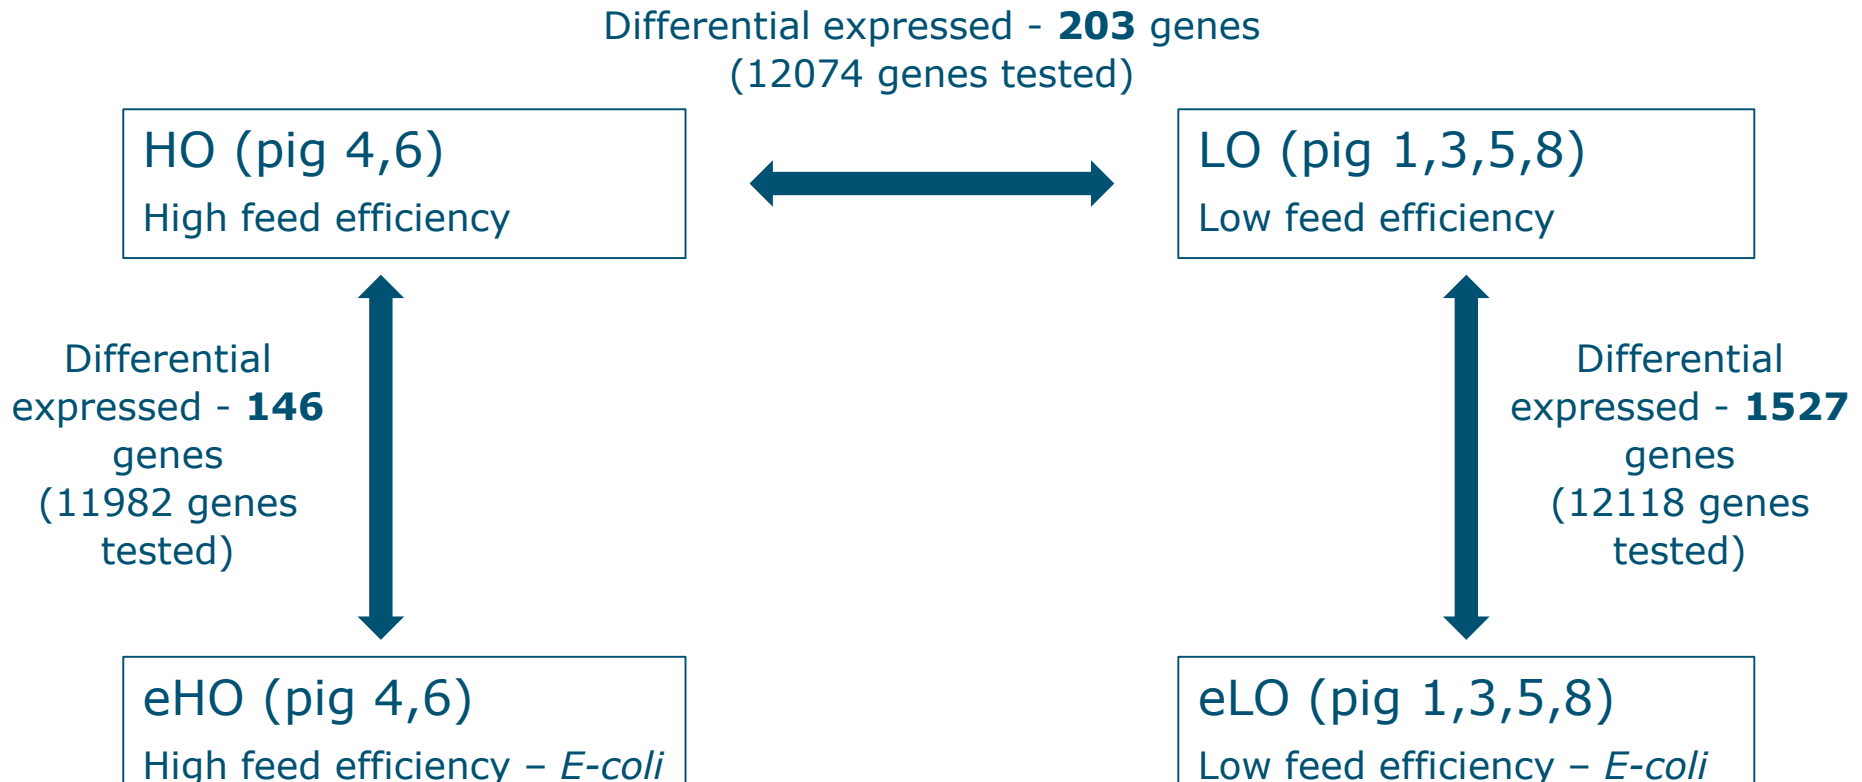 Differential expressed - 203 genes
(12074 genes tested)
HO (pig 4,6)
High feed efficiency
LO (pig 1,3,5,8)
Low feed efficiency
Differential
expressed - 146
genes
(11982 genes
tested)
Differential
expressed - 1527
genes
(12118 genes
tested)
eHO (pig 4,6)
High feed efficiency – E-coli
eLO (pig 1,3,5,8)
Low feed efficiency – E-coli